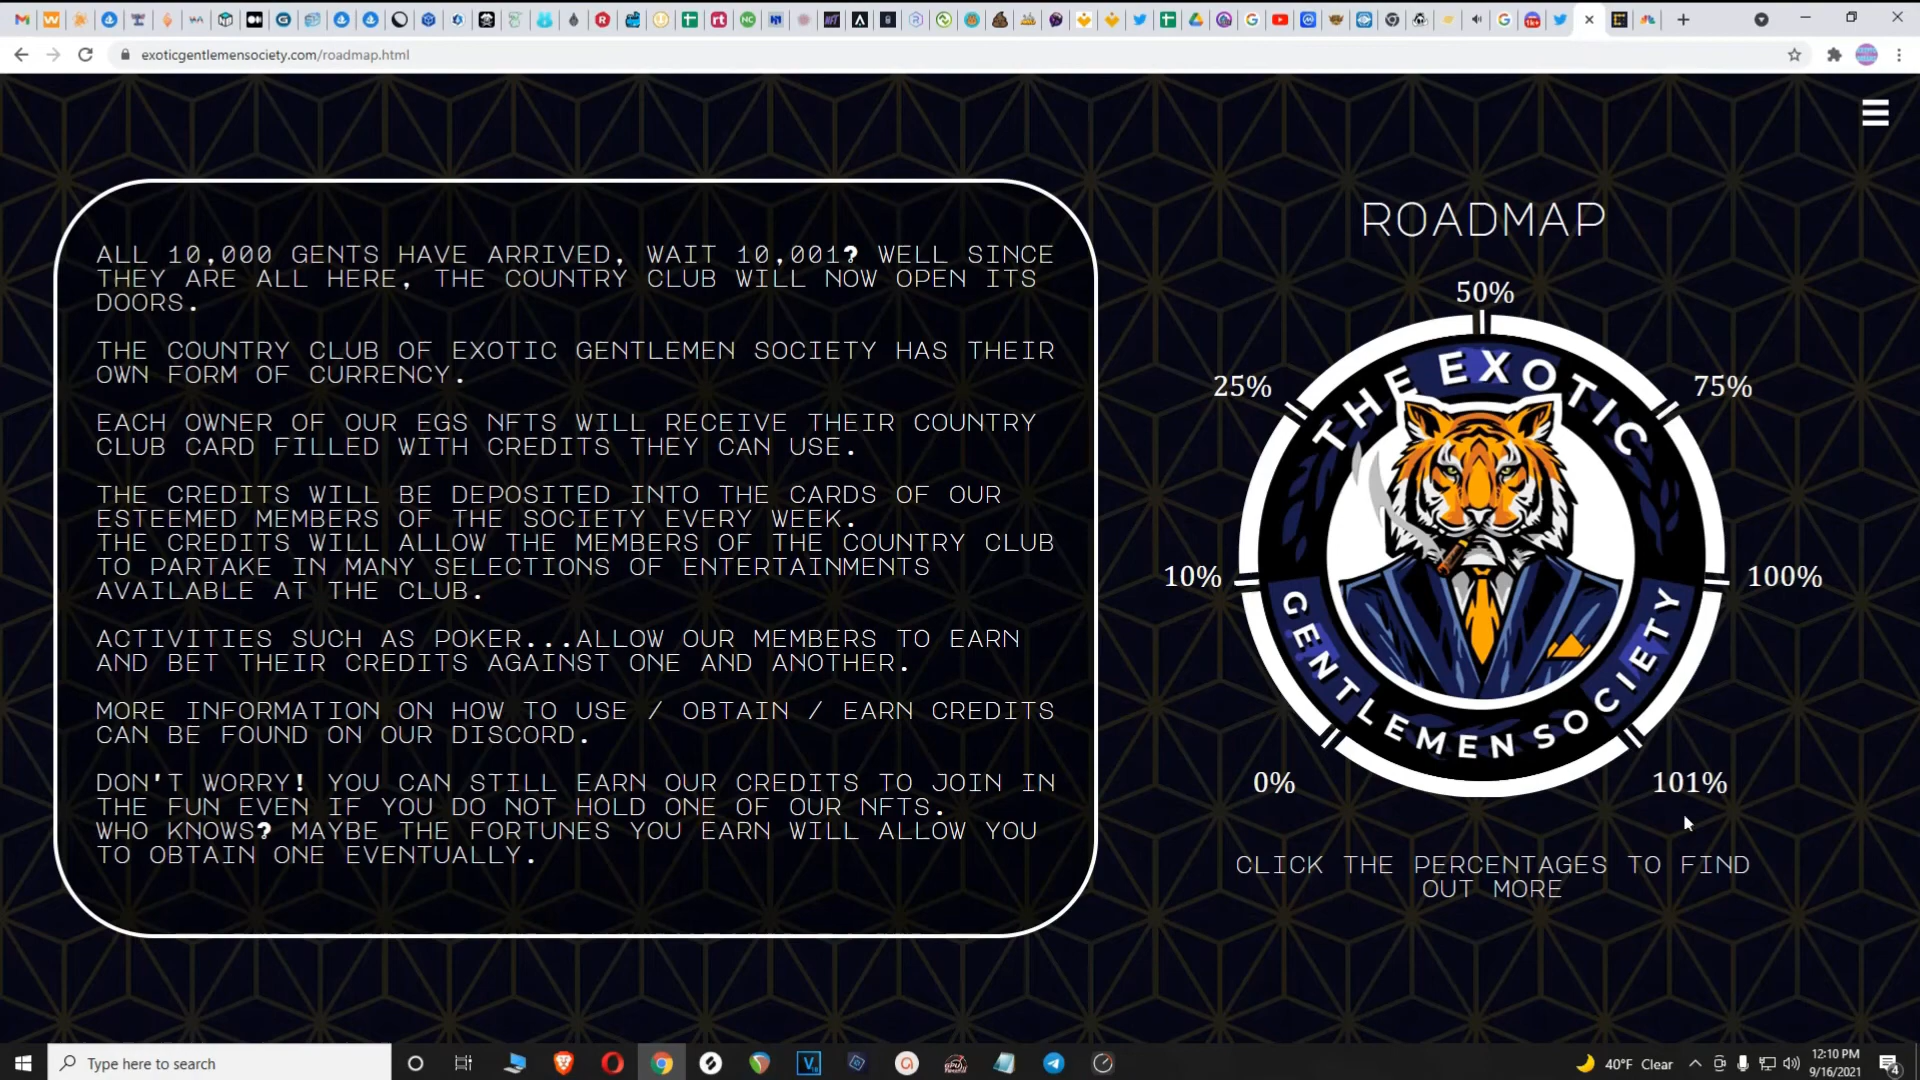 exoticgentlemensociety.com/roadmap.html
ALL 10,000 GENTS HAVE ARRIVED, WAIT 10,001? WELL SINCE
THEY ARE ALL HERE, THE COUNTRY CLUB WILL NOW OPEN ITS
DOORS.
THE COUNTRY CLUB OF EXOTIC GENTLEMEN SOCIETY HAS THEIR
OWN FORM OF CURRENCY.
EACH OWNER OF OUR EGS NFTS WILL RECEIVE THEIR COUNTRY
CLUB CARD FILLED WITH CREDITS THEY CAN USE.
THE CREDITS WILL BE DEPOSITED INTO THE CARDS OF OUR
ESTEEMED MEMBERS OF THE SOCIETY EVERY WEEK.
THE CREDITS WILL ALLOW THE MEMBERS OF THE COUNTRY CLUB
TO PARTAKE IN MANY SELECTIONS OF ENTERTAINMENTS
AVAILABLE AT THE CLUB.
ACTIVITIES SUCH AS POKER...ALLOW OUR MEMBERS TO EARN
AND BET THEIR CREDITS AGAINST ONE AND ANOTHER.
MORE INFORMATION ON HOW TO USE / OBTAIN / EARN CREDITS
CAN BE FOUND ON OUR DISCORD.
DON'T WORRY! YOU CAN STILL EARN OUR CREDITS TO JOIN IN
THE FUN EVEN IF YOU DO NOT HOLD ONE OF OUR NFTS.
WHO KNOWS? MAYBE THE FORTUNES YOU EARN WILL ALLOW YOU
TO OBTAIN ONE EVENTUALLY.
ROADMAP
50%
25%
75%
10%
100%
0%
101%
THE EXOTIC
GENTLEMEN SOCIETY
CLICK THE PERCENTAGES TO FIND
OUT MORE
Type here to search
40°F Clear
12:10 PM
9/16/2021
4